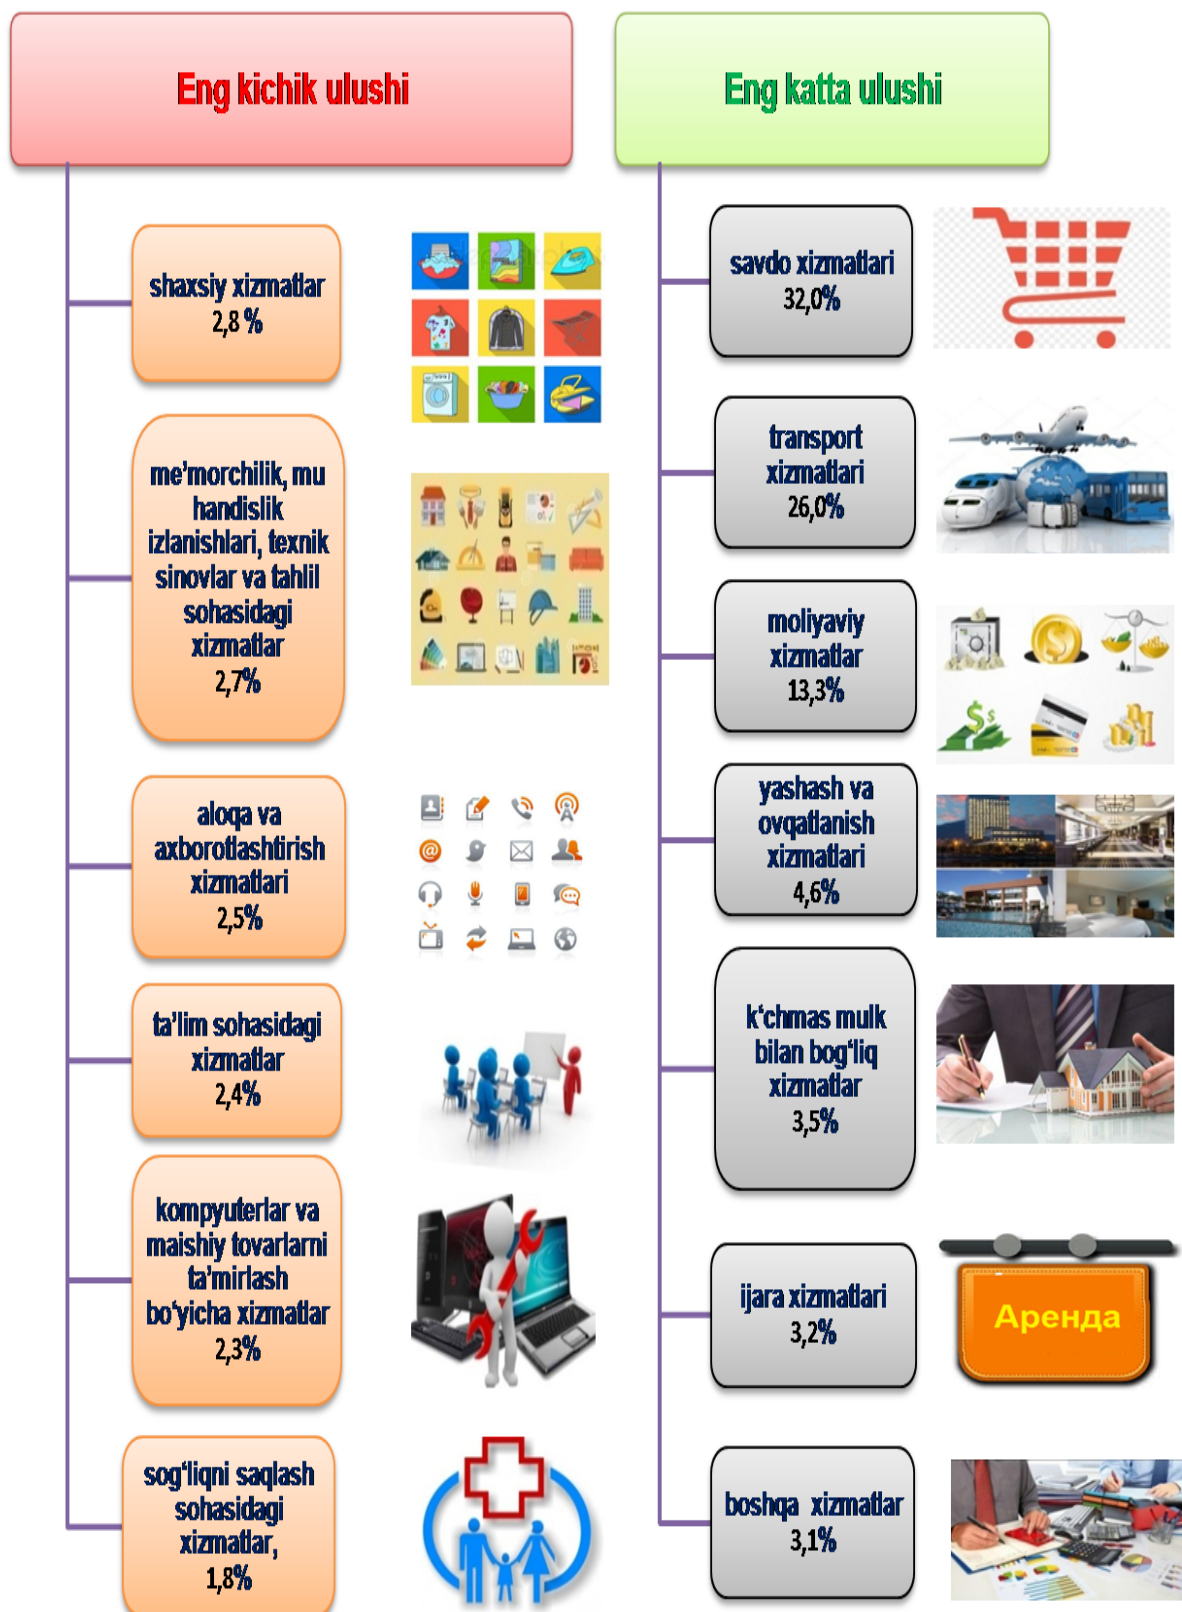 Eng kichik ulushi
shaxsiy xizmatlar
2,8 %
me’morchilik, mu
handislik
izlanishlari, texnik
sinovlar va tahlil
sohasidagi
xizmatlar
2,7%
aloqa va
axborotlashtirish
xizmatlari
2,5%
ta’lim sohasidagi
xizmatlar
2,4%
kompyuterlar va
maishiy tovarlarni
ta’mirlash
bo‘yicha xizmatlar
2,3%
sog‘liqni saqlash
sohasidagi
xizmatlar,
1,8%
Eng katta ulushi
savdo xizmatlari
32,0%
transport
xizmatlari
26,0%
moliyaviy
xizmatlar
13,3%
yashash va
ovqatlanish
xizmatlari
4,6%
k‘chmas mulk
bilan bog‘liq
xizmatlar
3,5%
ijara xizmatlari
3,2%
Аренда
boshqa xizmatlar
3,1%